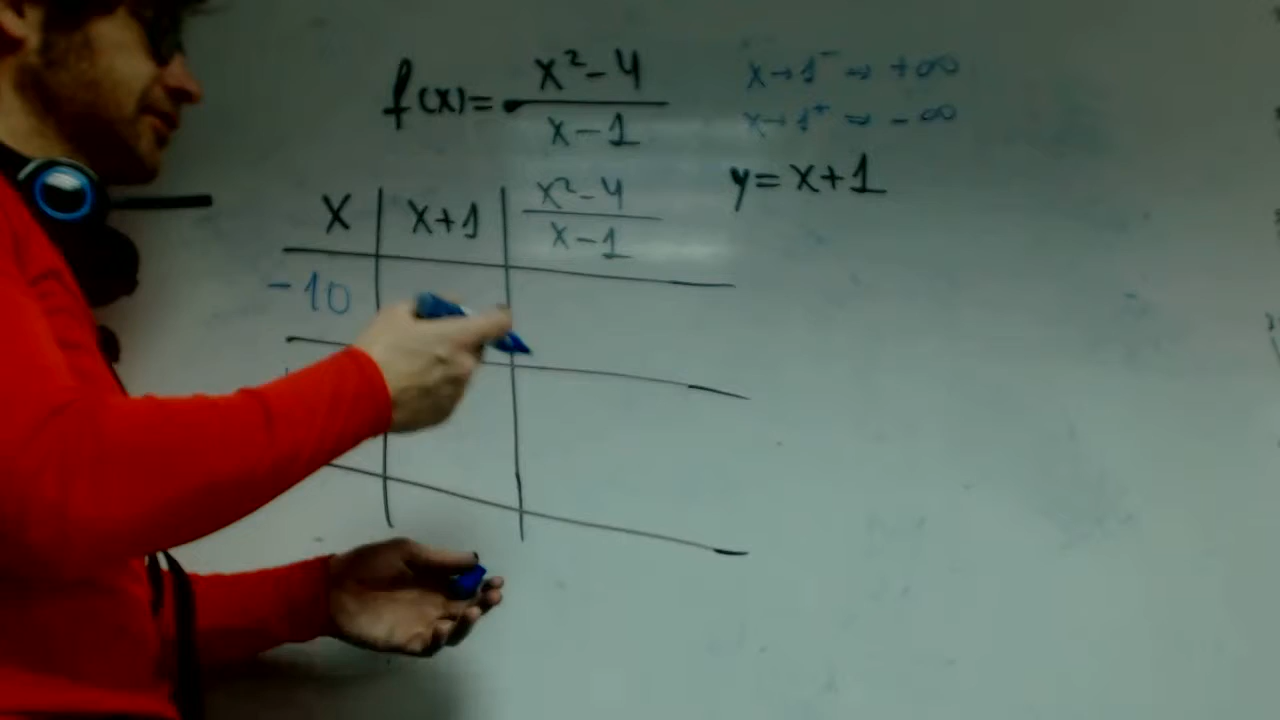 f(x) = x²-4 / x-1
x→1⁻ ⇒ +∞
x→1⁺ ⇒ -∞
y = x+1
x | x+1 | x²-4 / x-1
-10